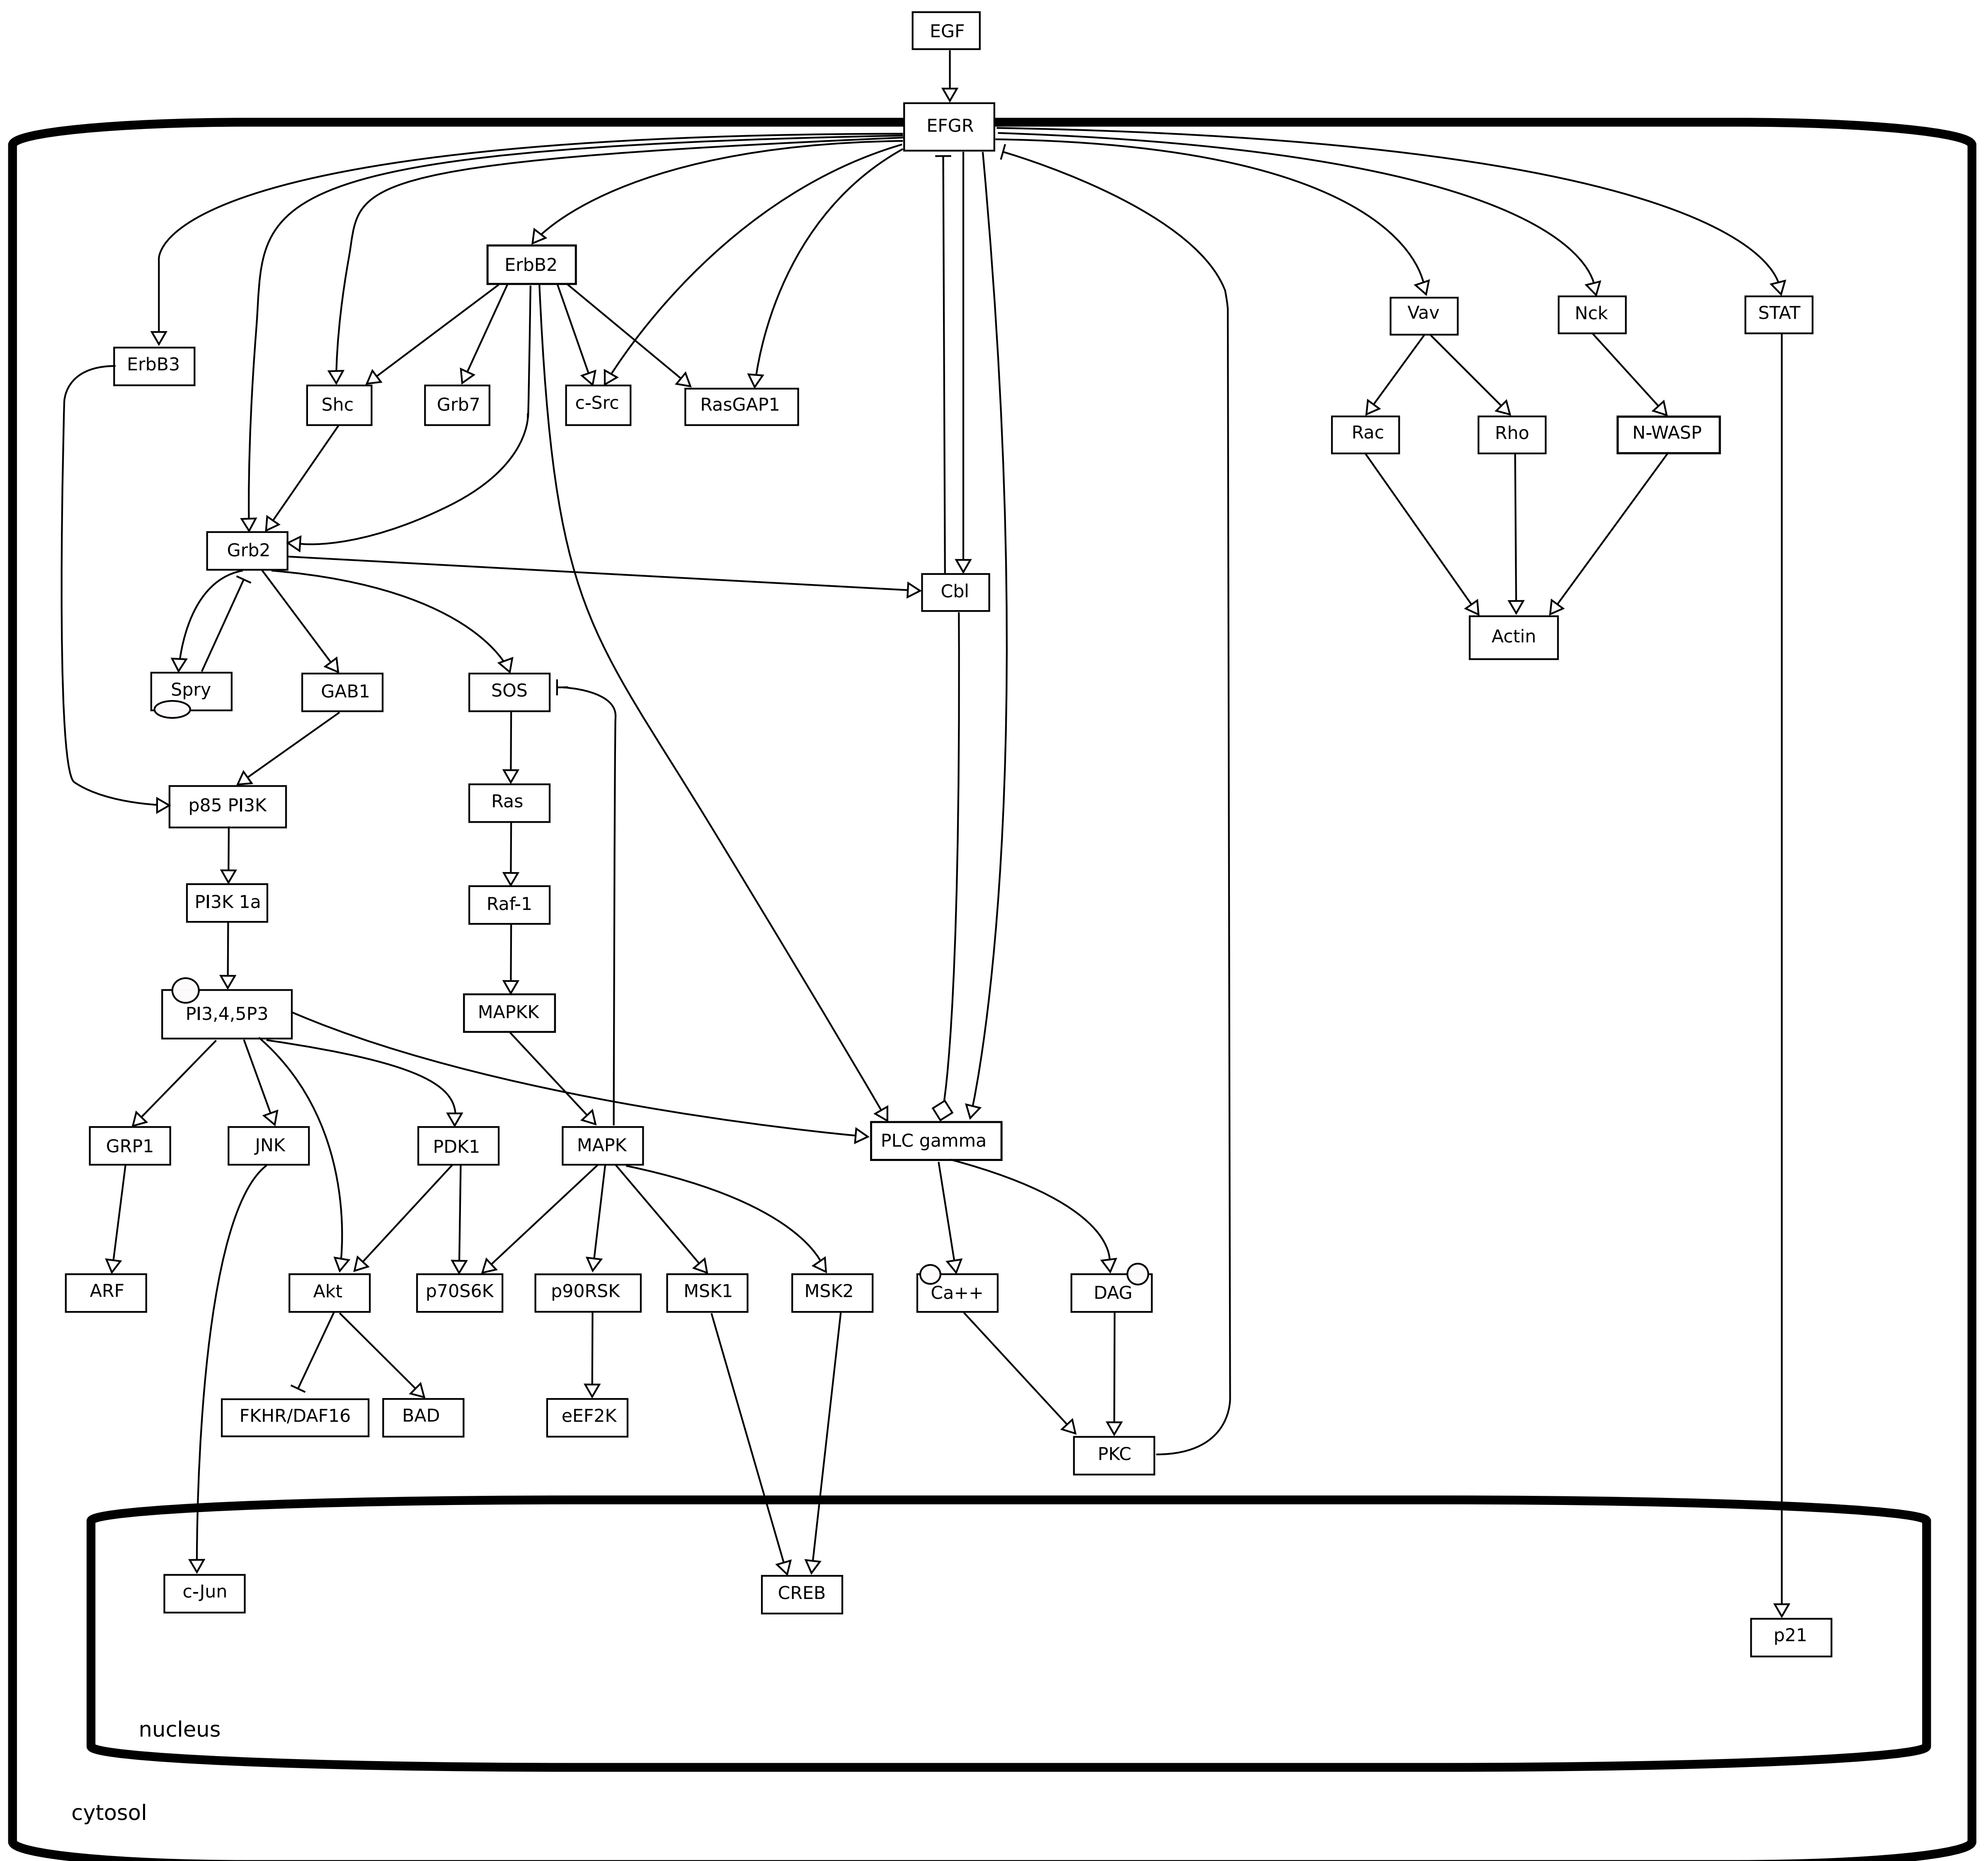 EGF
EFGR
ErbB2
Vav
Nck
STAT
ErbB3
Shc
Grb7
c-Src
RasGAP1
Rac
Rho
N-WASP
Grb2
Cbl
Actin
Spry
GAB1
SOS
p85 PI3K
Ras
PI3K 1a
Raf-1
PI3,4,5P3
MAPKK
GRP1
JNK
PDK1
MAPK
PLC gamma
ARF
Akt
p70S6K
p90RSK
MSK1
MSK2
Ca++
DAG
FKHR/DAF16
BAD
eEF2K
PKC
c-Jun
CREB
p21
nucleus
cytosol